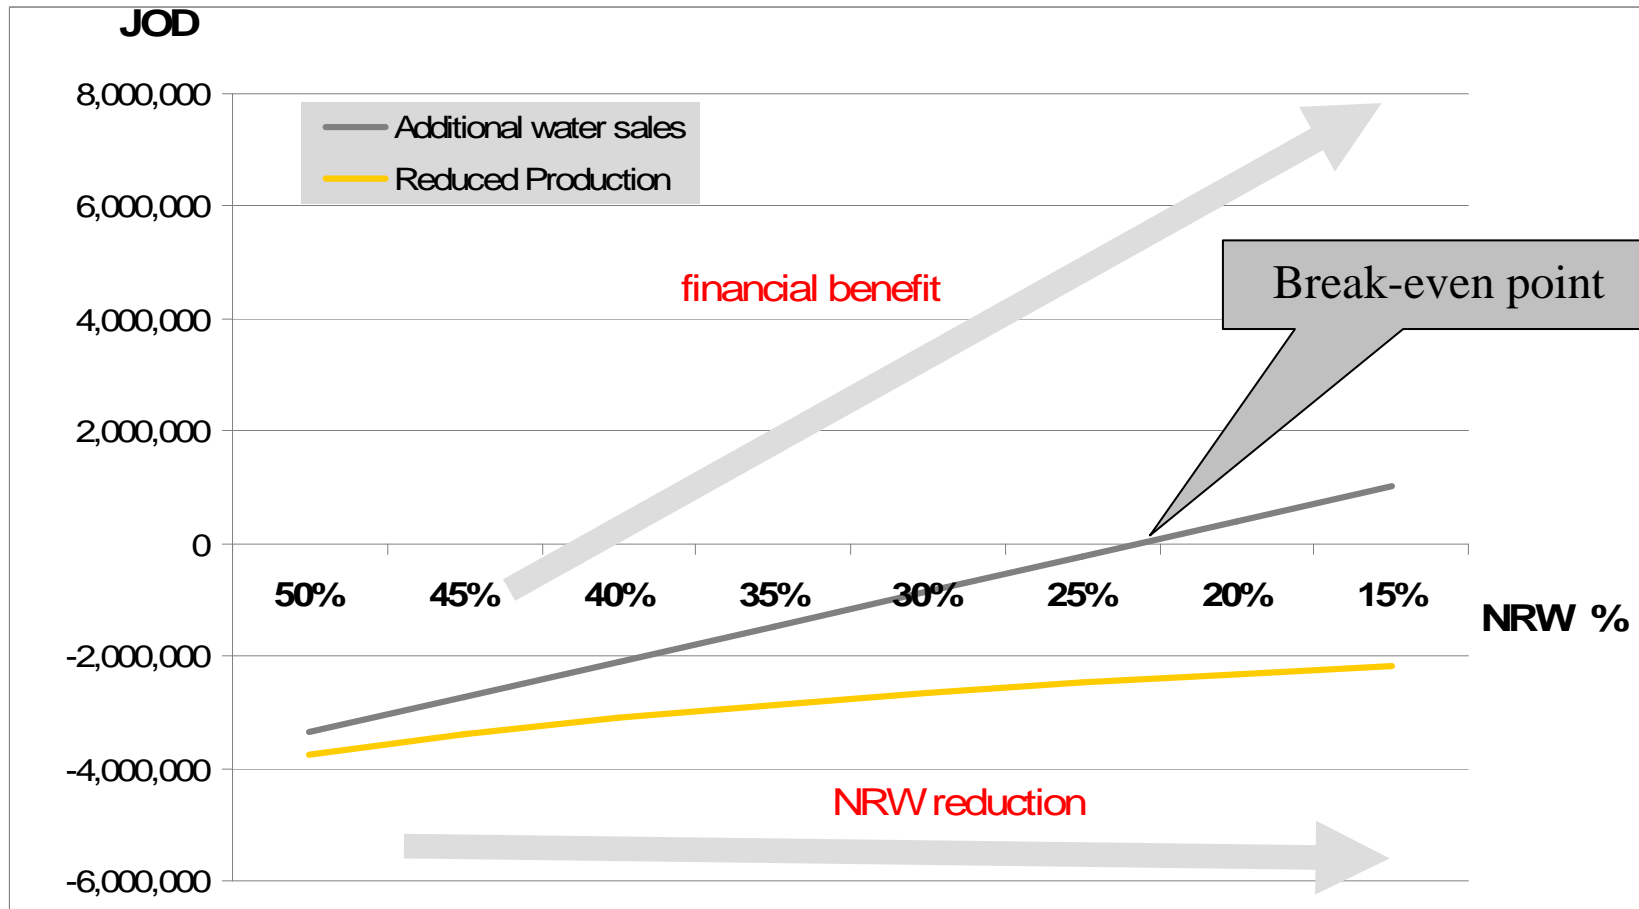 JOD
8,000,000
Additional water sales
Reduced Production
6,000,000
financial benefit
Break-even point
4,000,000
2,000,000
0
50% 45% 40% 35% 30% 25% 20% 15%
NRW %
-2,000,000
-4,000,000
NRW reduction
-6,000,000